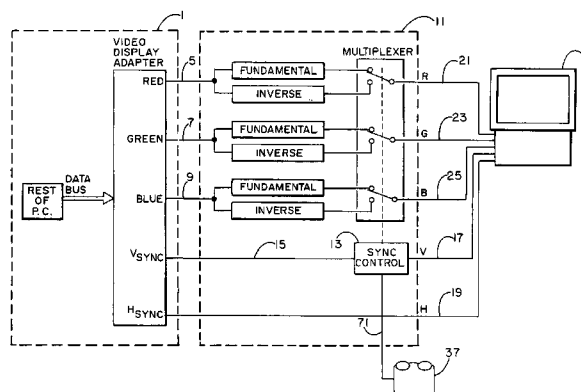 1
11
VIDEO
DISPLAY
ADAPTER
MULTIPLEXER
RED
5
FUNDAMENTAL
INVERSE
R
21
GREEN
7
FUNDAMENTAL
INVERSE
G
23
REST
OF
P.C.
DATA
BUS
BLUE
9
FUNDAMENTAL
INVERSE
B
25
VSYNC
15
13
SYNC
CONTROL
V
17
HSYNC
H
19
71
37